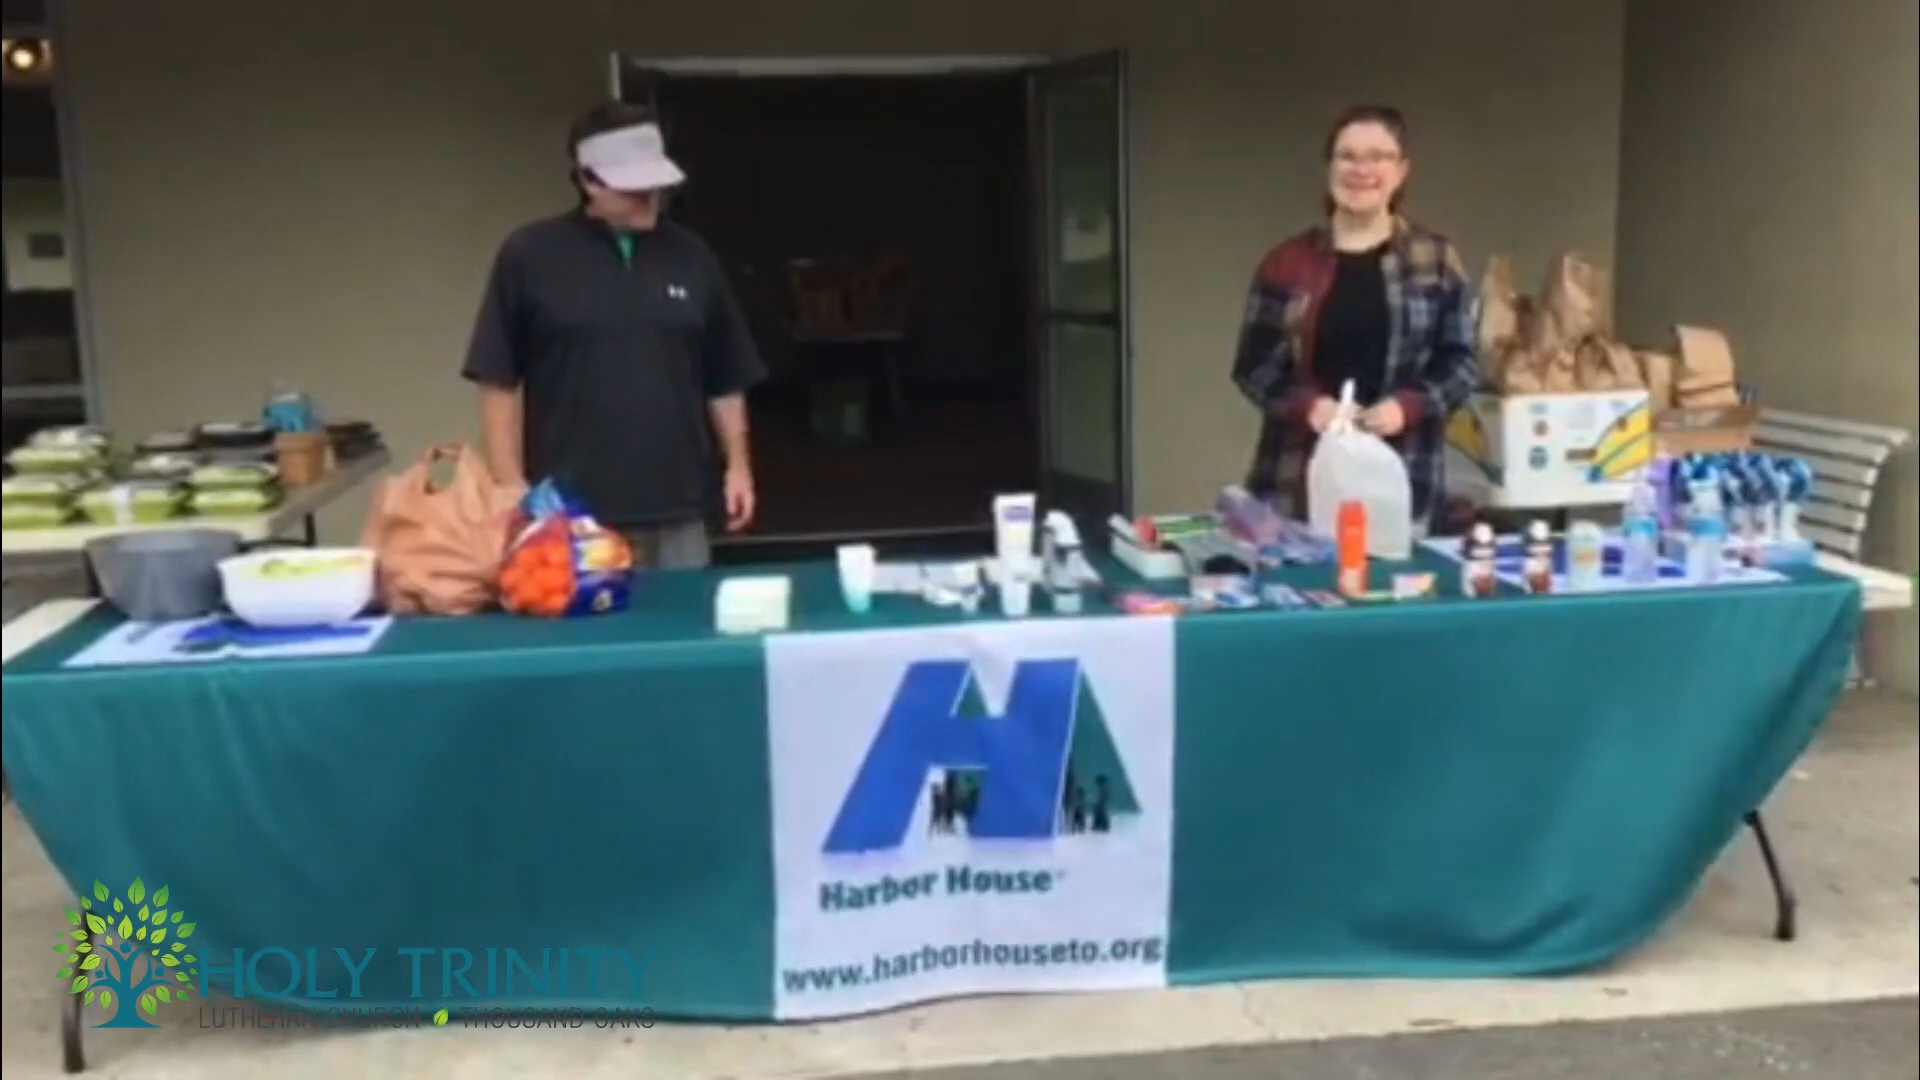 Harbor House
www.harborhouseto.org
HOLY TRINITY
LUTHERAN CHURCH THOUSAND OAKS